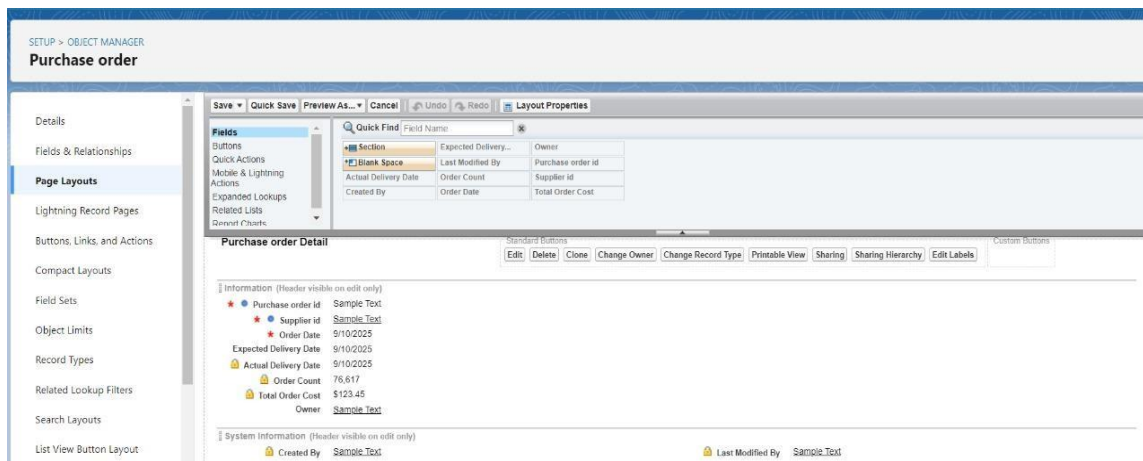 SETUP > OBJECT MANAGER
Purchase order
Details
Fields & Relationships
Page Layouts
Lightning Record Pages
Buttons, Links, and Actions
Compact Layouts
Field Sets
Object Limits
Record Types
Related Lookup Filters
Search Layouts
List View Button Layout
Save Quick Save Preview As... Cancel Undo Redo Layout Properties
Fields
Buttons
Quick Actions
Mobile & Lightning
Actions
Expanded Lookups
Related Lists
Report Charts
Quick Find Field Name
Section Expected Delivery... Owner
Blank Space Last Modified By Purchase order id
Actual Delivery Date Order Count Supplier id
Created By Order Date Total Order Cost
Purchase order Detail
Standard Buttons
Edit Delete Clone Change Owner Change Record Type Printable View Sharing Sharing Hierarchy Edit Labels
Custom Buttons
Information (Header visible on edit only)
Purchase order id Sample Text
Supplier id Sample Text
Order Date 9/10/2025
Expected Delivery Date 9/10/2025
Actual Delivery Date 9/10/2025
Order Count 76,617
Total Order Cost $123.45
Owner Sample Text
System Information (Header visible on edit only)
Created By Sample Text Last Modified By Sample Text